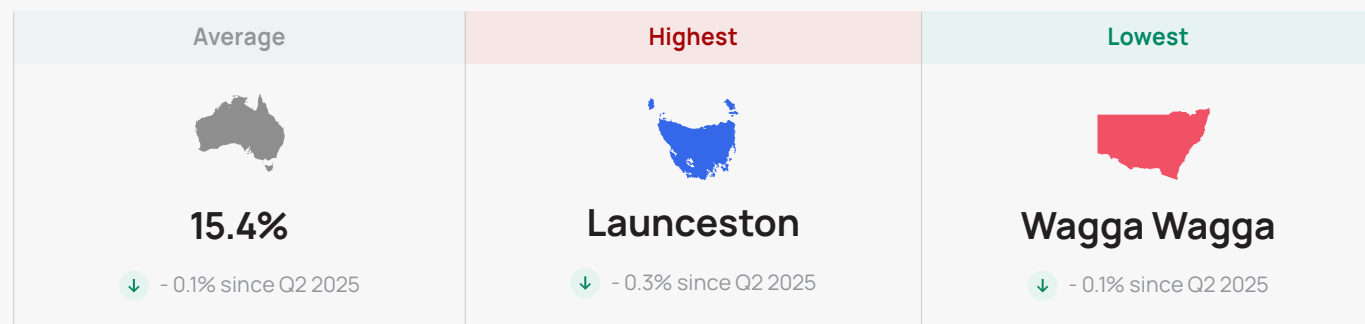 Average
Highest
Lowest
15.4%
Launceston
Wagga Wagga
- 0.1% since Q2 2025
- 0.3% since Q2 2025
- 0.1% since Q2 2025